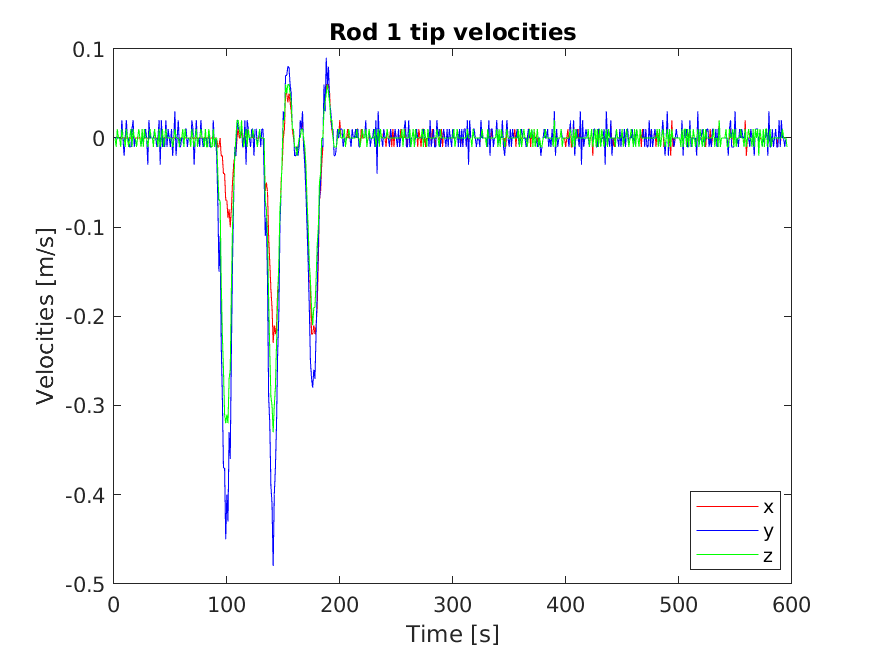 Rod 1 tip velocities
0.1
0
-0.1
-0.2
-0.3
-0.4
-0.5
Velocities [m/s]
0 100 200 300 400 500 600
Time [s]
x
y
z